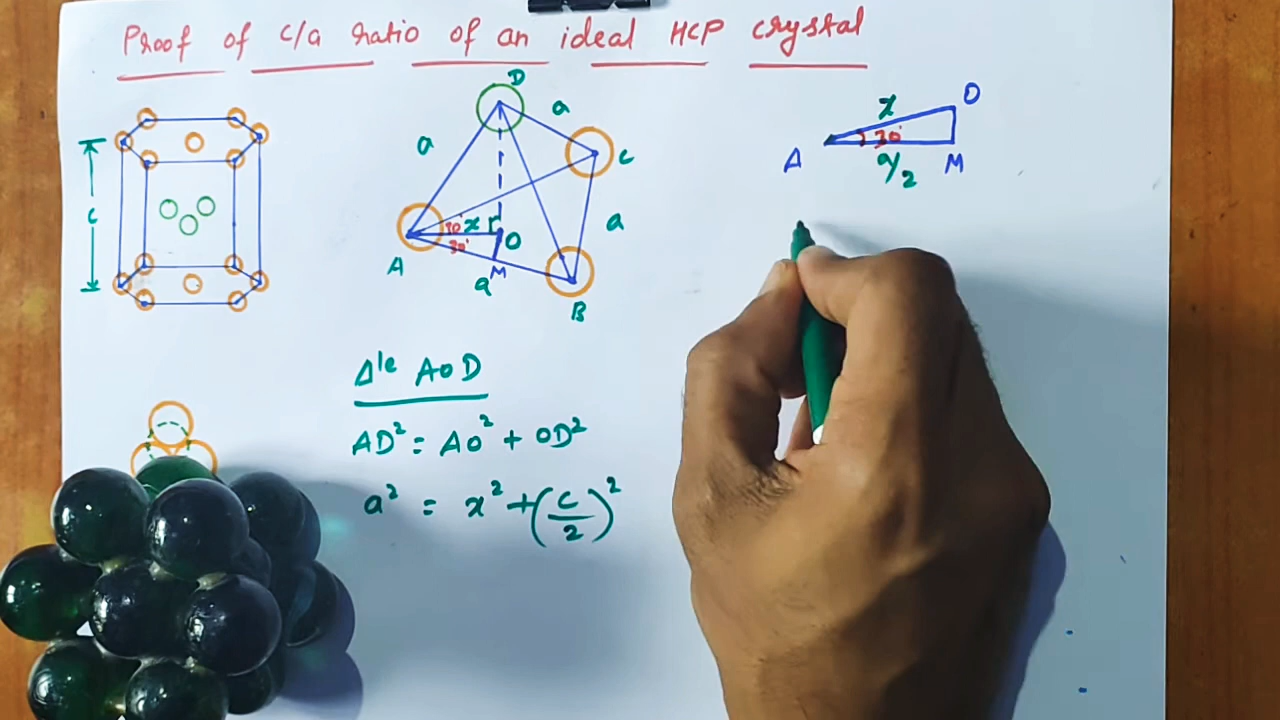 Proof of c/a ratio of an ideal HCP crystal
c
D
a
a
C
30° x
O
30°
a
A
M
a
B
x
O
30°
A
a/2
M
Δle AOD
AD² = AO² + OD²
a² = x² + (c/2)²